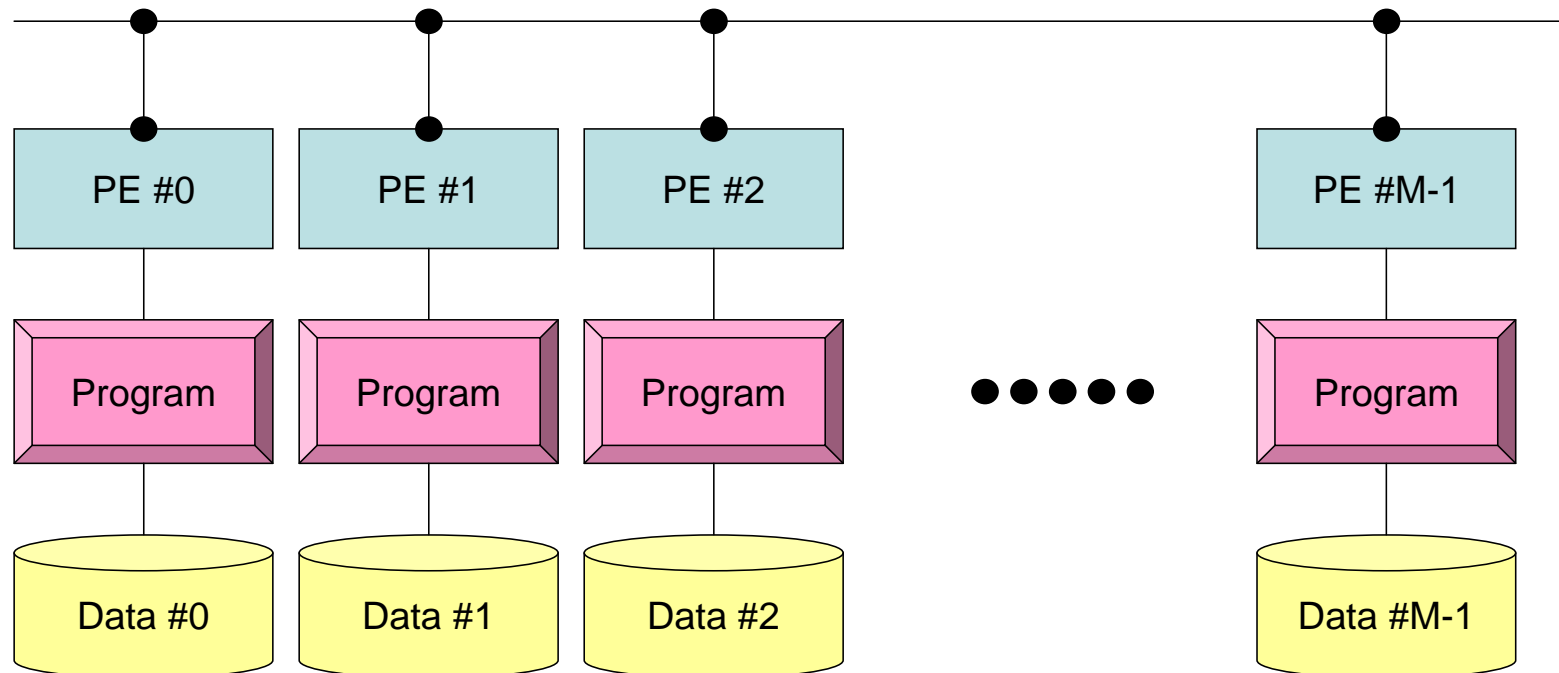 PE #0
PE #1
PE #2
PE #M-1
Program
Program
Program
Program
Data #0
Data #1
Data #2
Data #M-1